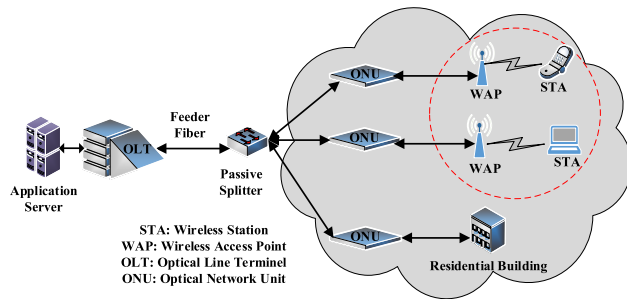 ONU
WAP
STA
Feeder
Fiber
OLT
ONU
Application
Server
Passive
Splitter
WAP
STA
ONU
STA: Wireless Station
WAP: Wireless Access Point
OLT: Optical Line Terminel
ONU: Optical Network Unit
Residential Building